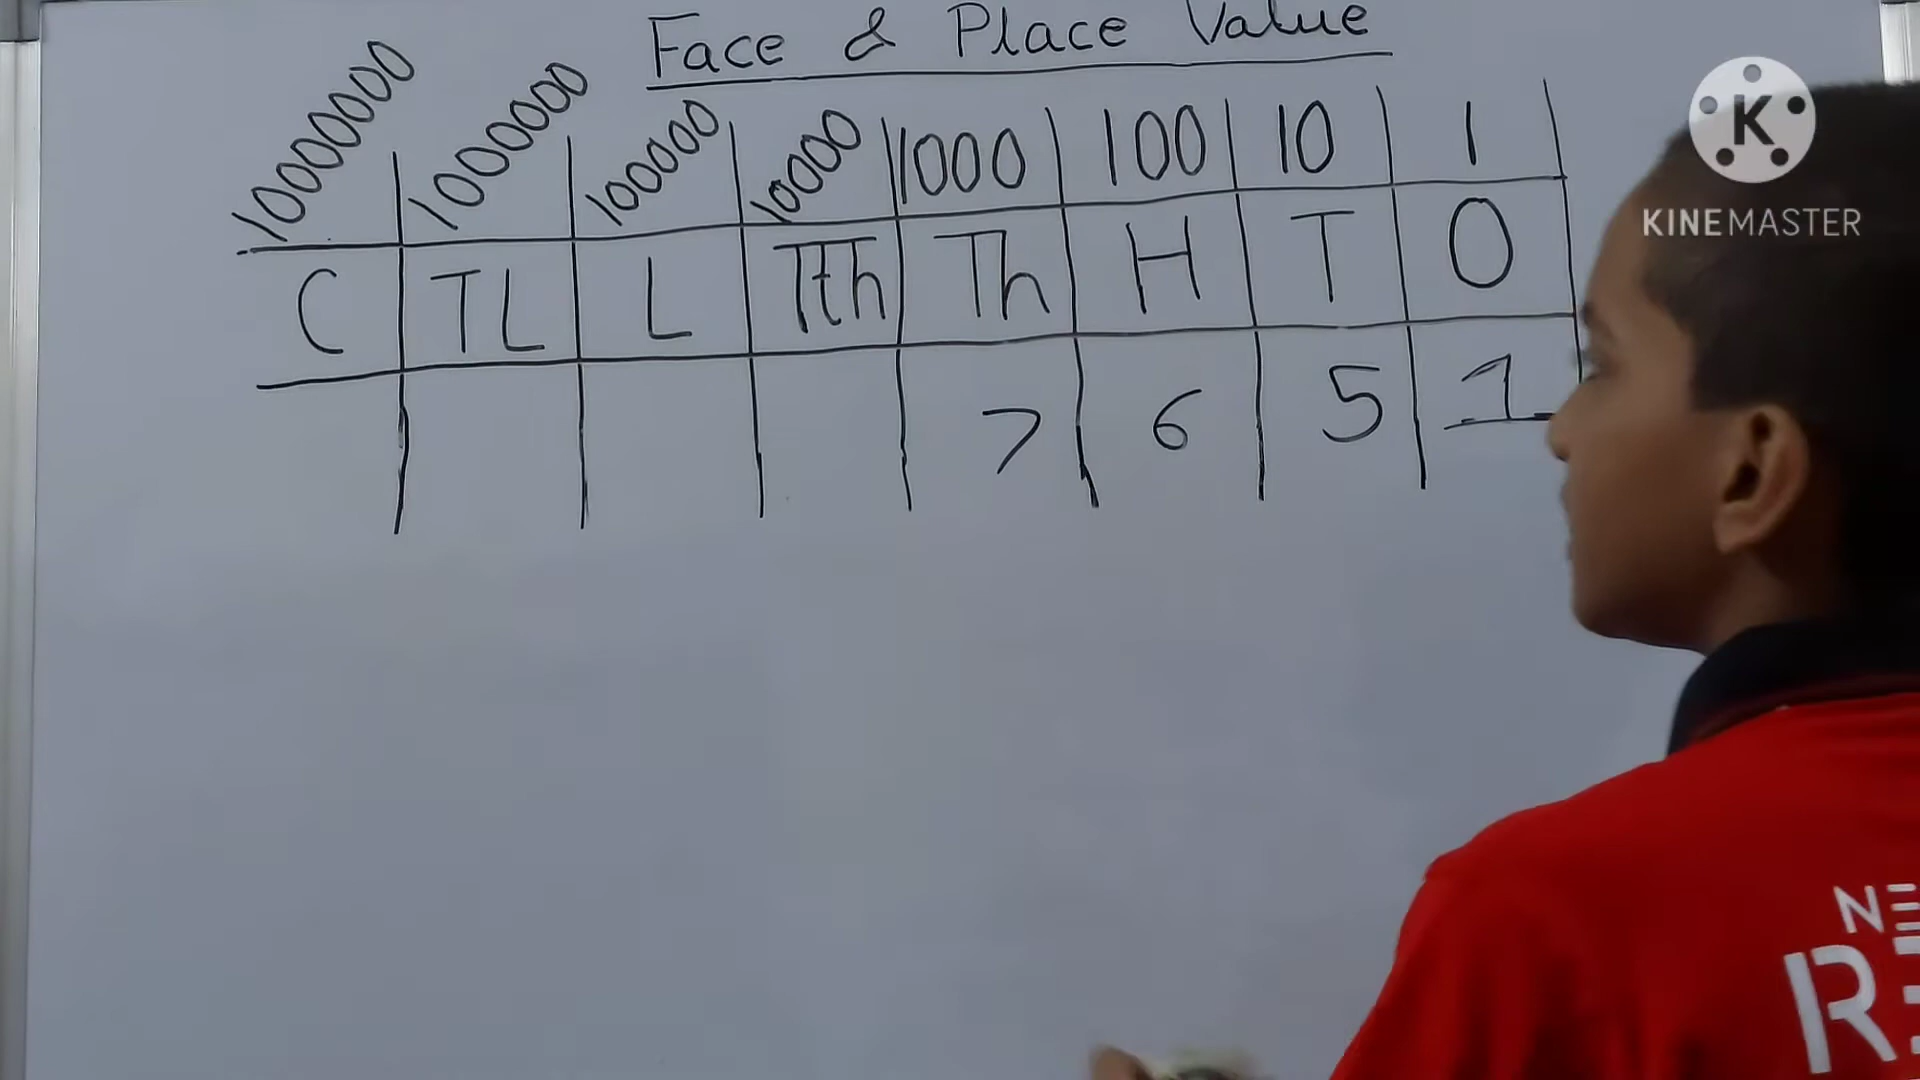 Face & Place Value
10000000 1000000 100000 10000 1000 100 10 1
C TL L Tth Th H T O
7 6 5 1
K
KINEMASTER